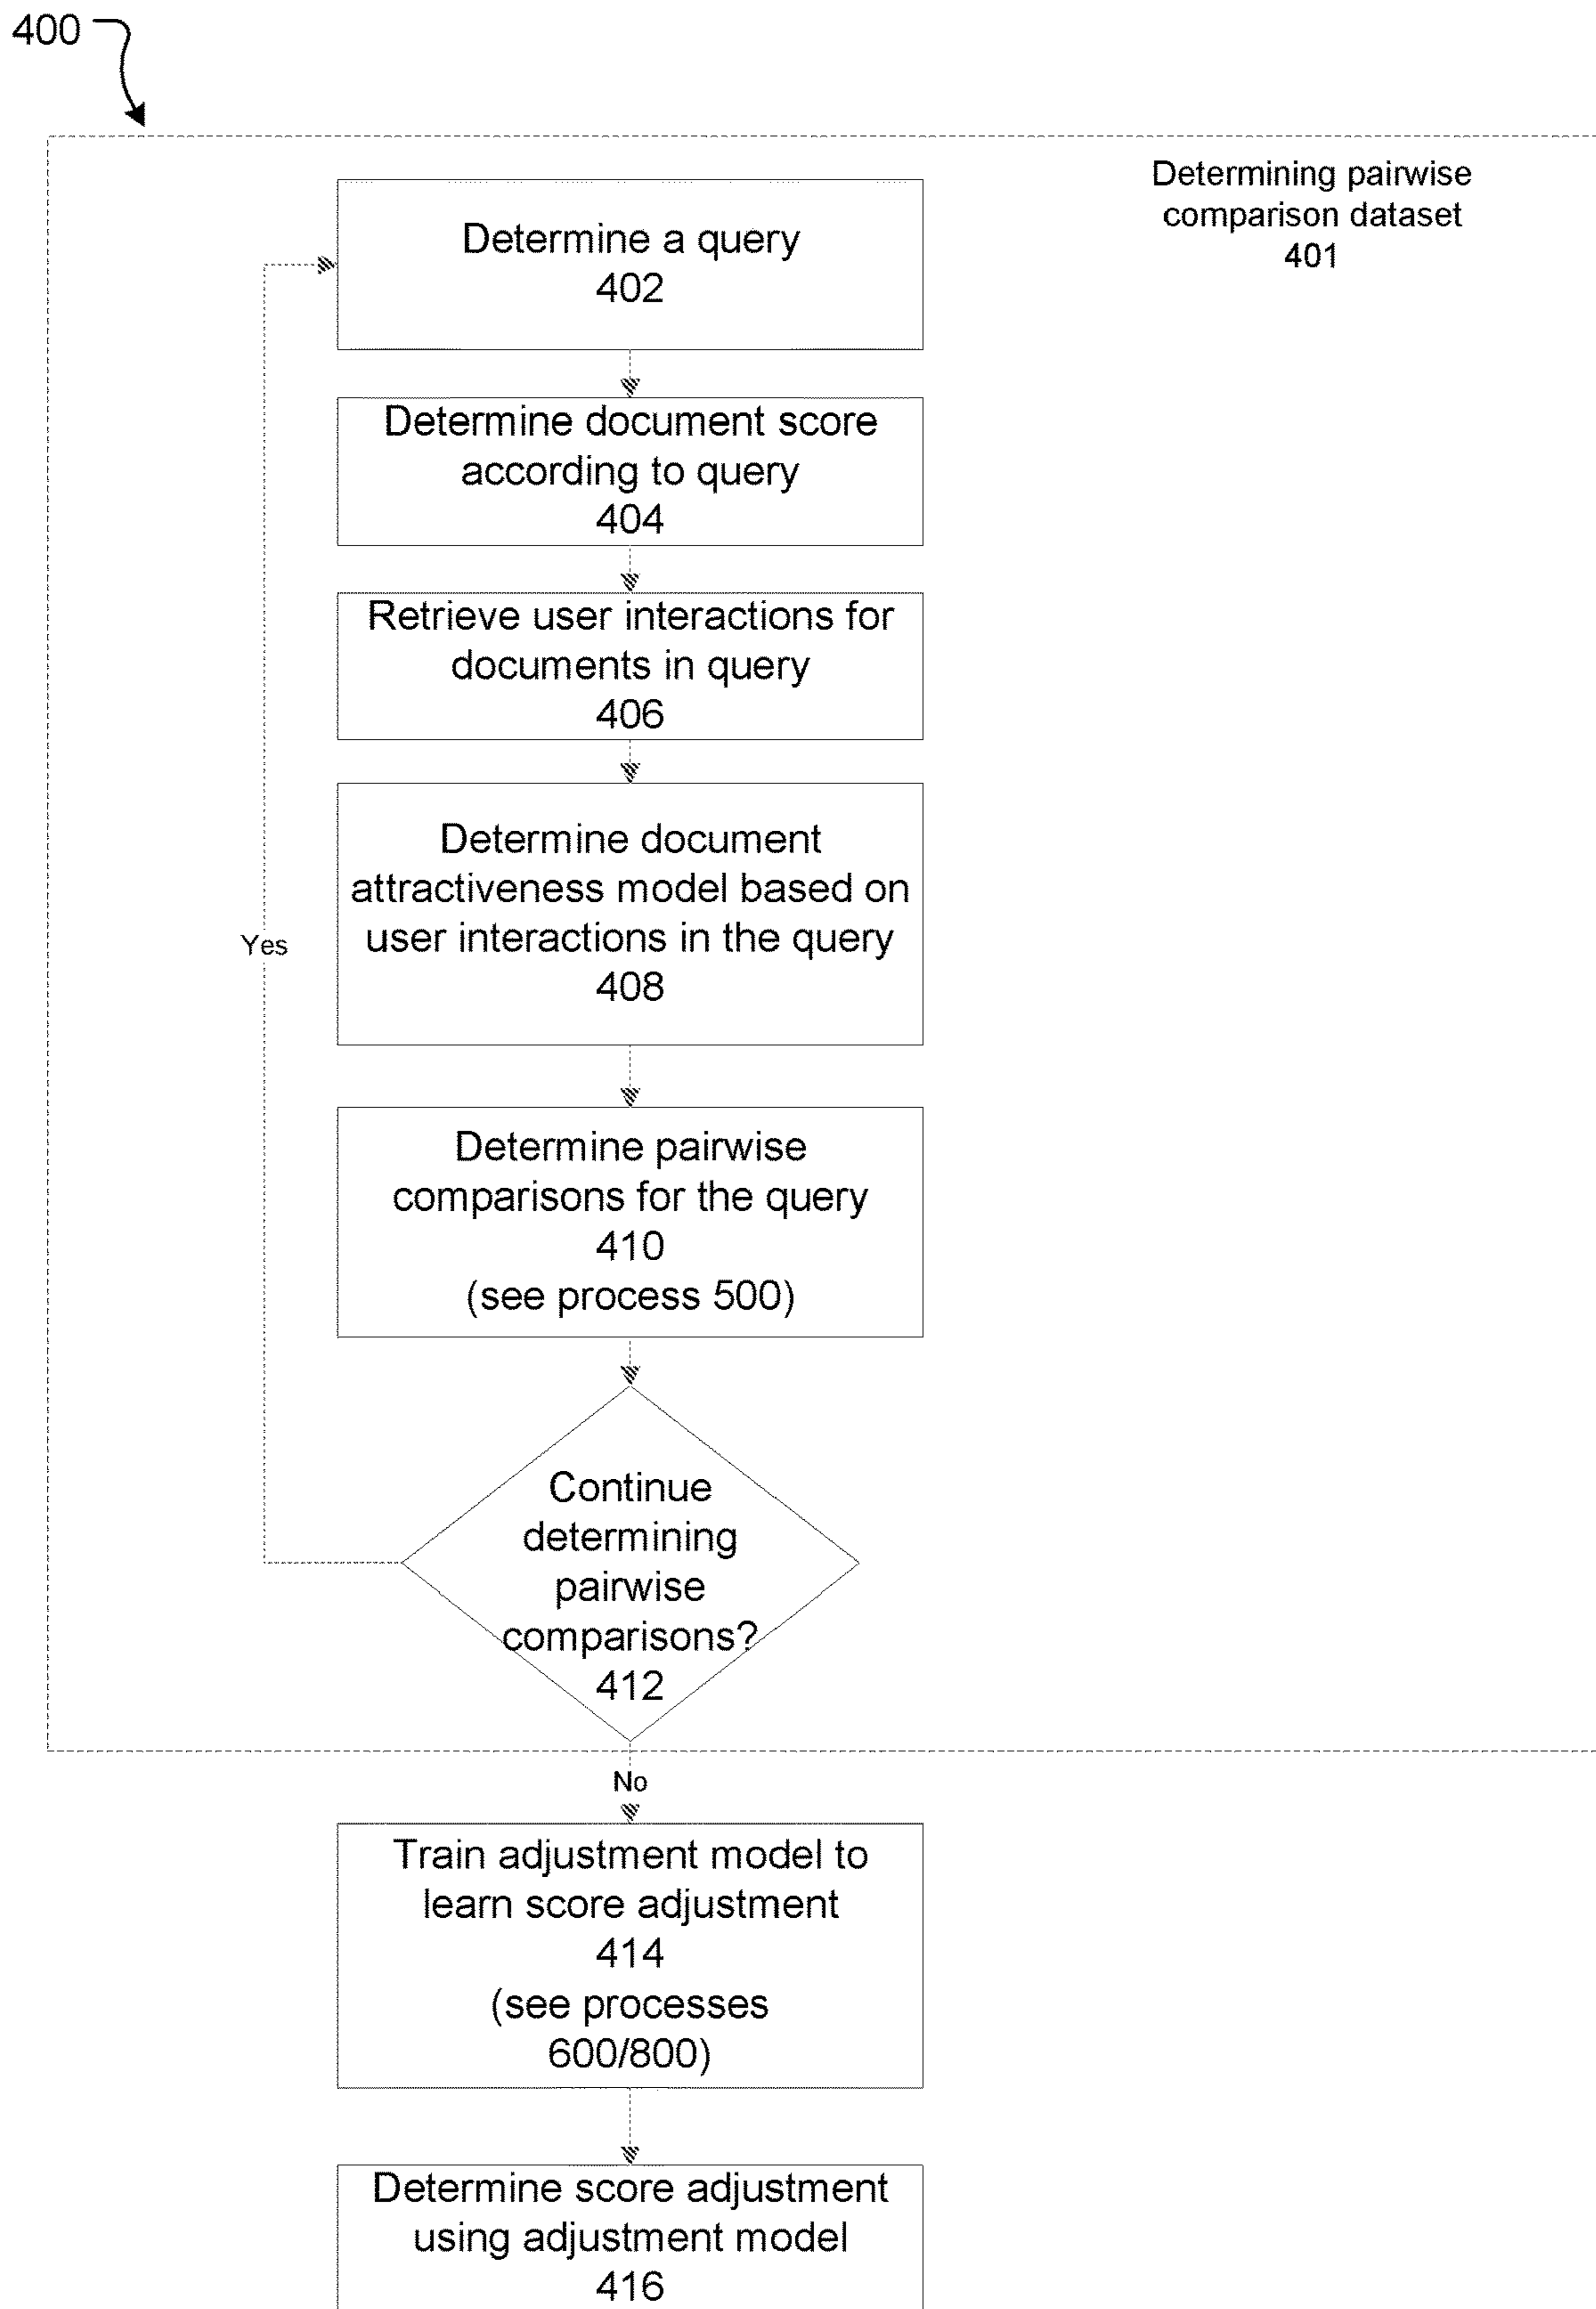 400
Determining pairwise
comparison dataset
401
Determine a query
402
Determine document score
according to query
404
Retrieve user interactions for
documents in query
406
Determine document
attractiveness model based on
user interactions in the query
408
Yes
Determine pairwise
comparisons for the query
410
(see process 500)
Continue
determining
pairwise
comparisons?
412
No
Train adjustment model to
learn score adjustment
414
(see processes
600/800)
Determine score adjustment
using adjustment model
416